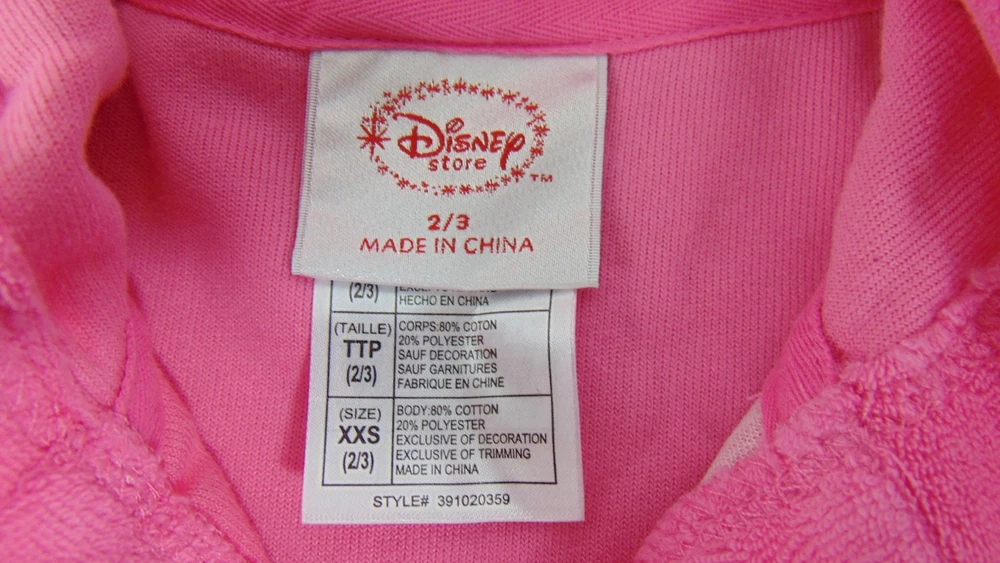 Disney
store
TM
2/3
MADE IN CHINA
(2/3)
HECHO EN CHINA
(TAILLE)
TTP
(2/3)
CORPS:80% COTON
20% POLYESTER
SAUF DECORATION
SAUF GARNITURES
FABRIQUE EN CHINE
(SIZE)
XXS
(2/3)
BODY:80% COTTON
20% POLYESTER
EXCLUSIVE OF DECORATION
EXCLUSIVE OF TRIMMING
MADE IN CHINA
STYLE# 391020359